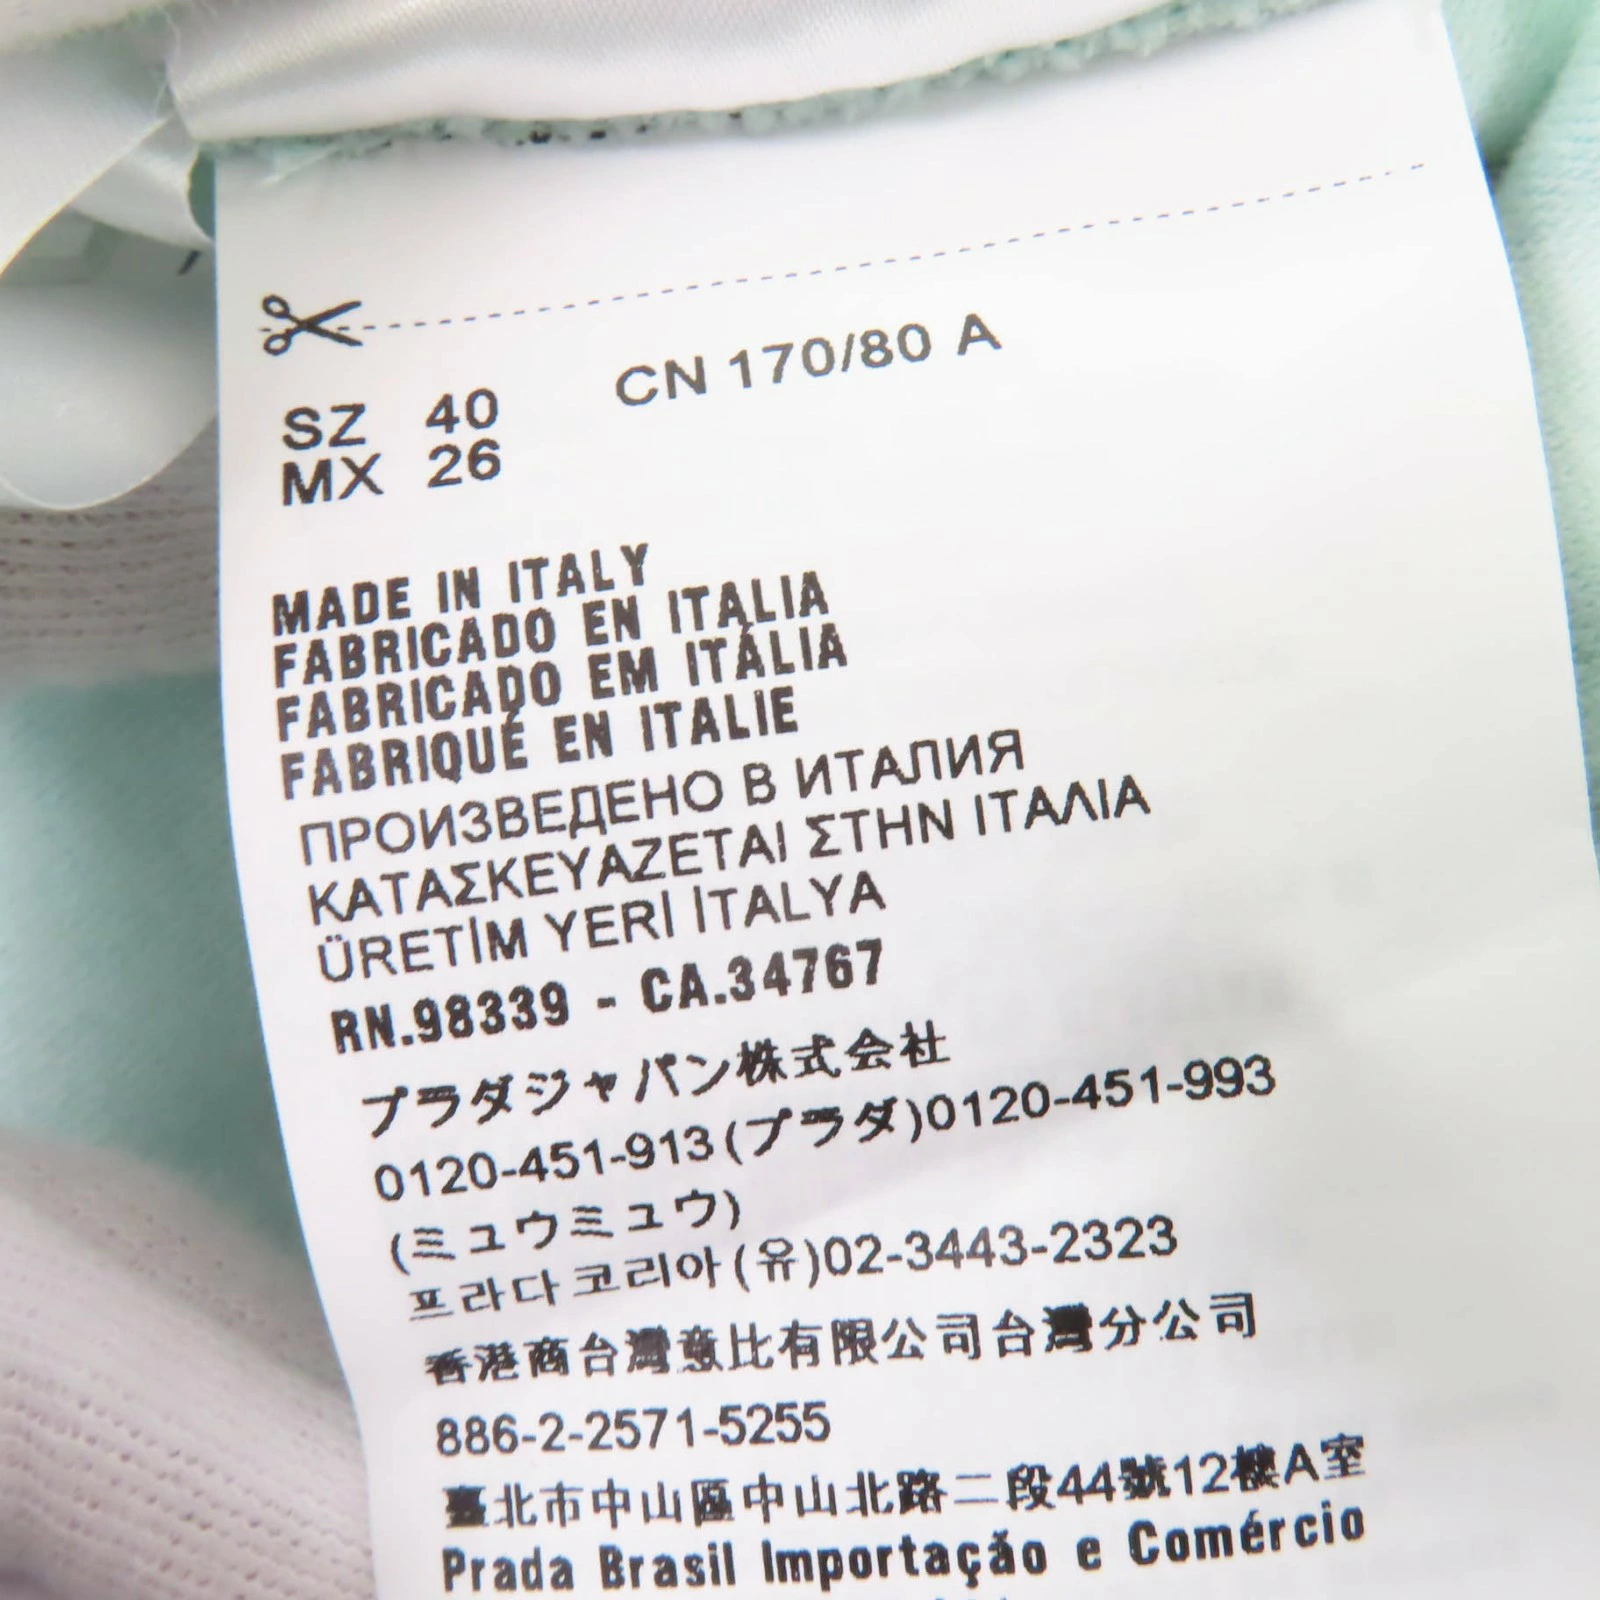 SZ 40 CN 170/80 A
MX 26
MADE IN ITALY
FABRICADO EN ITALIA
FABRICADO EM ITÁLIA
FABRIQUÉ EN ITALIE
ПРОИЗВЕДЕНО В ИТАЛИЯ
ΚΑΤΑΣΚΕΥΑΖΕΤΑΙ ΣΤΗΝ ΙΤΑΛΙΑ
ÜRETİM YERİ İTALYA
RN.98339 - CA.34767
プラダジャパン株式会社
0120-451-913(プラダ)0120-451-993
(ミュウミュウ)
프라다코리아(유)02-3443-2323
香港商台灣意比有限公司台灣分公司
886-2-2571-5255
臺北市中山區中山北路二段44號12樓A室
Prada Brasil Importação e Comércio